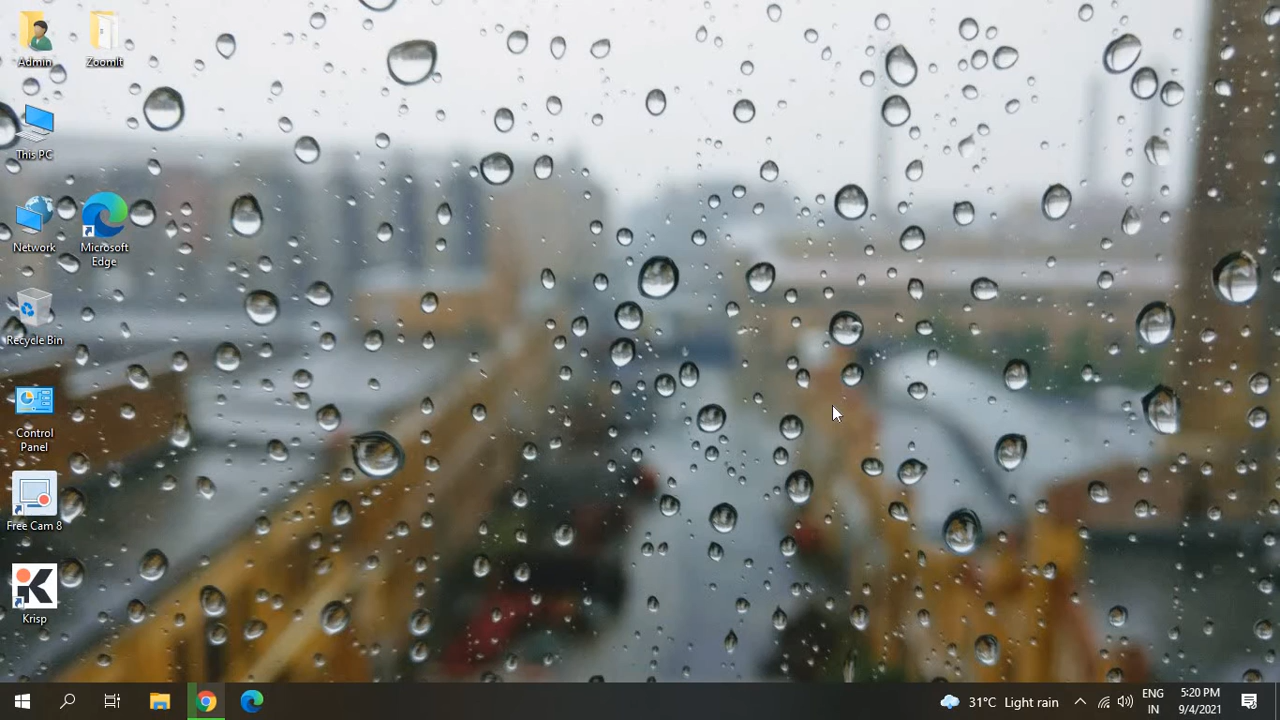 Admin
ZoomIt
This PC
Network
Microsoft
Edge
Recycle Bin
Control
Panel
Free Cam 8
Krisp
31°C Light rain
ENG
IN
5:20 PM
9/4/2021